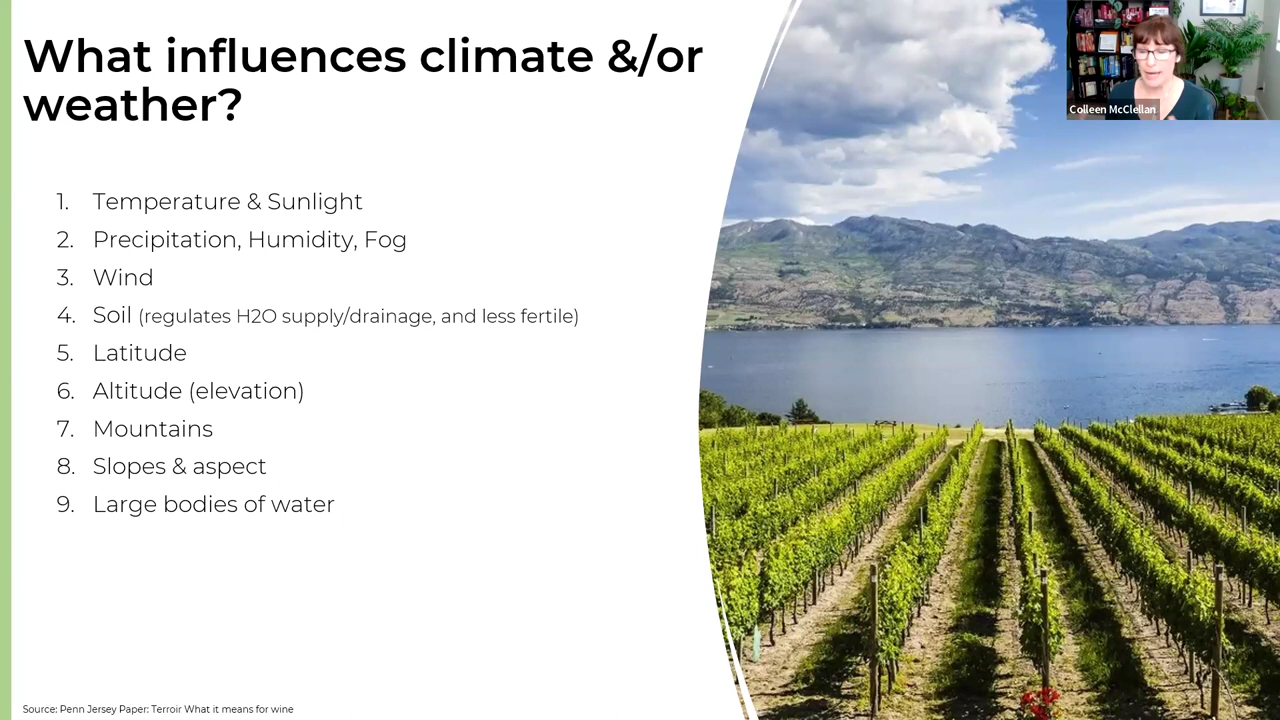 What influences climate &/or
weather?
Colleen McClellan
1. Temperature & Sunlight
2. Precipitation, Humidity, Fog
3. Wind
4. Soil (regulates H2O supply/drainage, and less fertile)
5. Latitude
6. Altitude (elevation)
7. Mountains
8. Slopes & aspect
9. Large bodies of water
Source: Penn Jersey Paper: Terroir What it means for wine